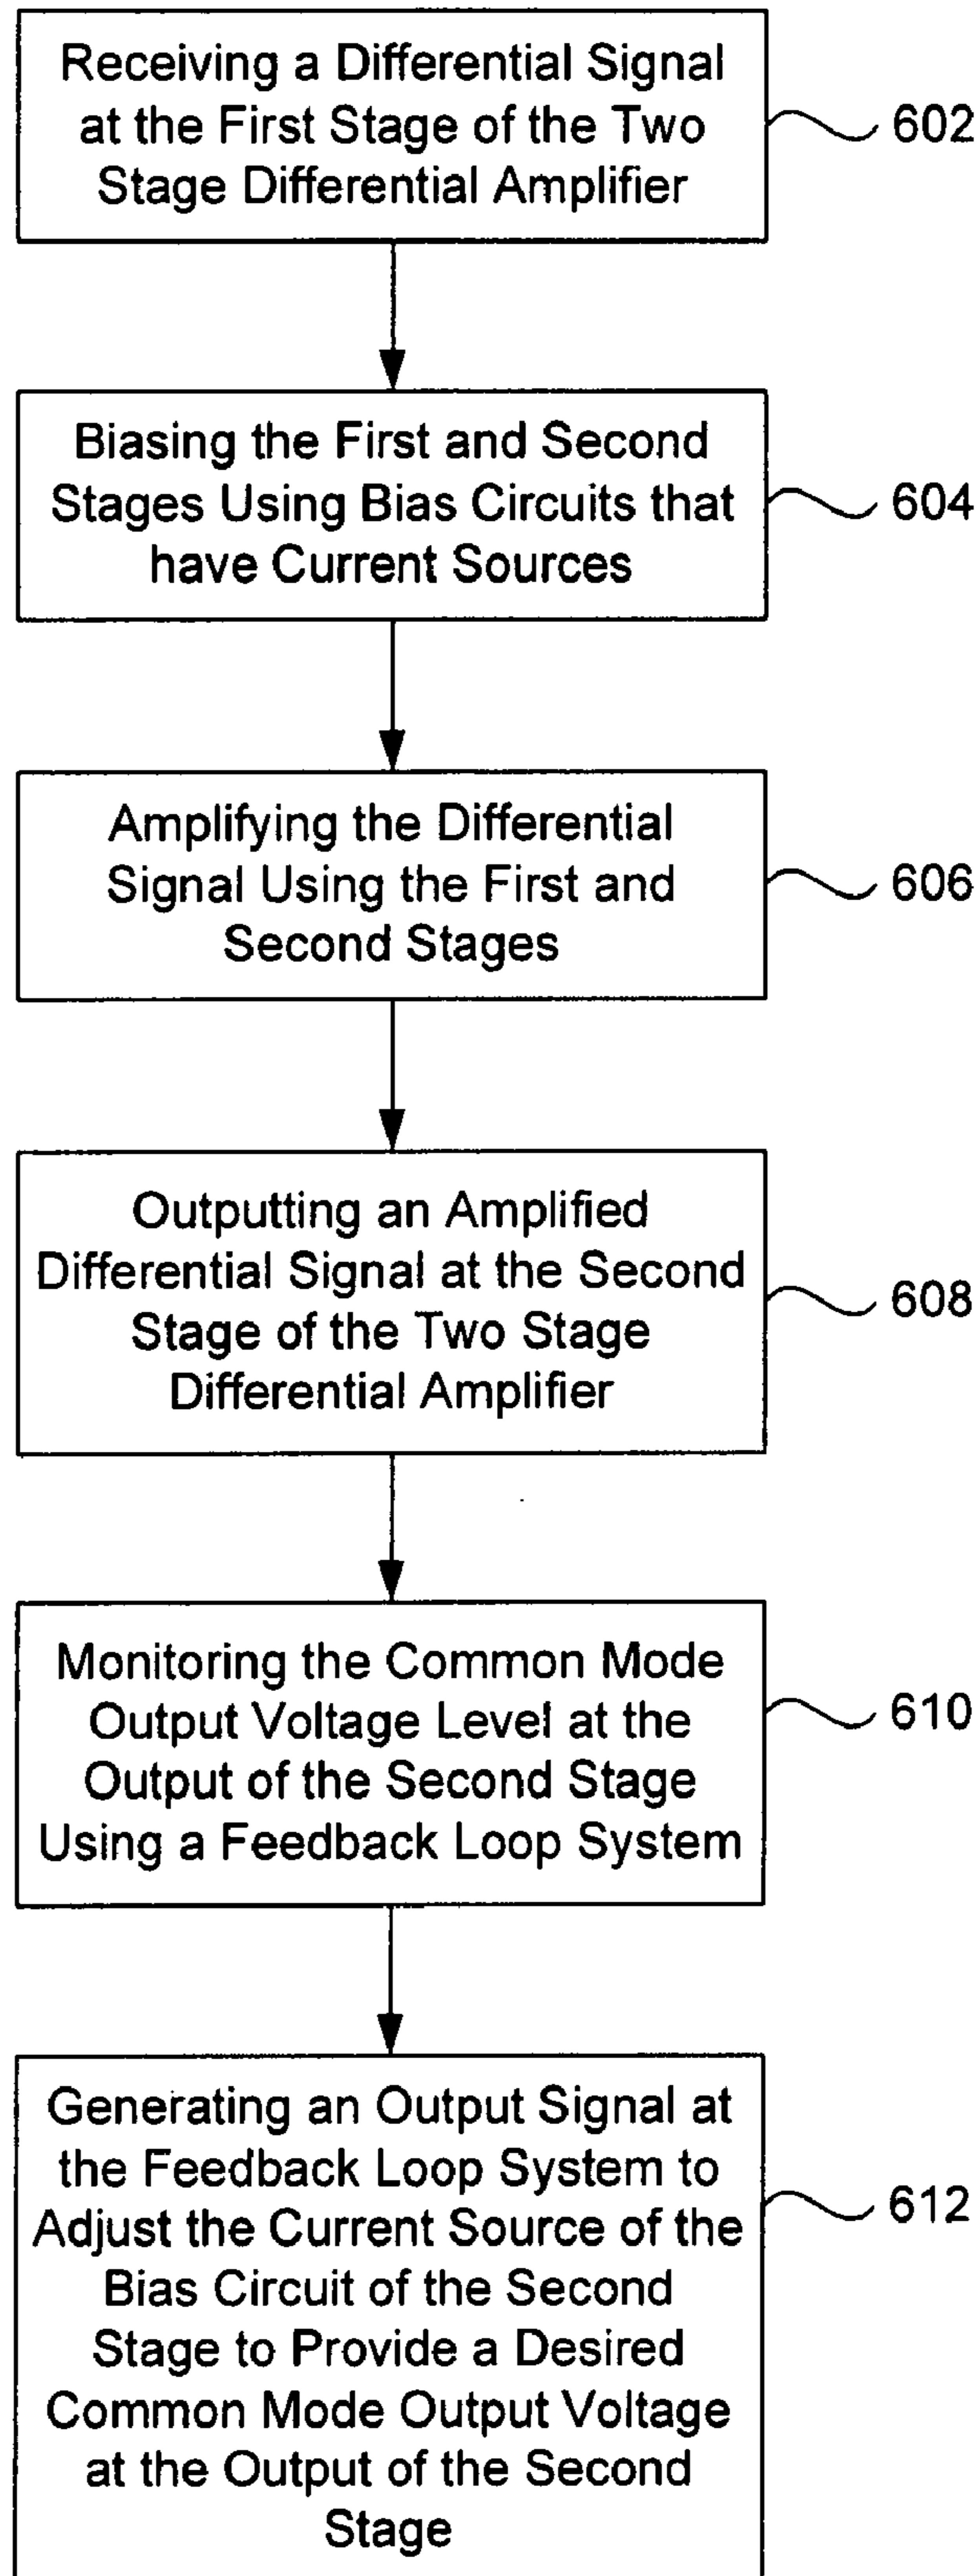 Receiving a Differential Signal
at the First Stage of the Two
Stage Differential Amplifier
602
Biasing the First and Second
Stages Using Bias Circuits that
have Current Sources
604
Amplifying the Differential
Signal Using the First and
Second Stages
606
Outputting an Amplified
Differential Signal at the Second
Stage of the Two Stage
Differential Amplifier
608
Monitoring the Common Mode
Output Voltage Level at the
Output of the Second Stage
Using a Feedback Loop System
610
Generating an Output Signal at
the Feedback Loop System to
Adjust the Current Source of the
Bias Circuit of the Second
Stage to Provide a Desired
Common Mode Output Voltage
at the Output of the Second
Stage
612